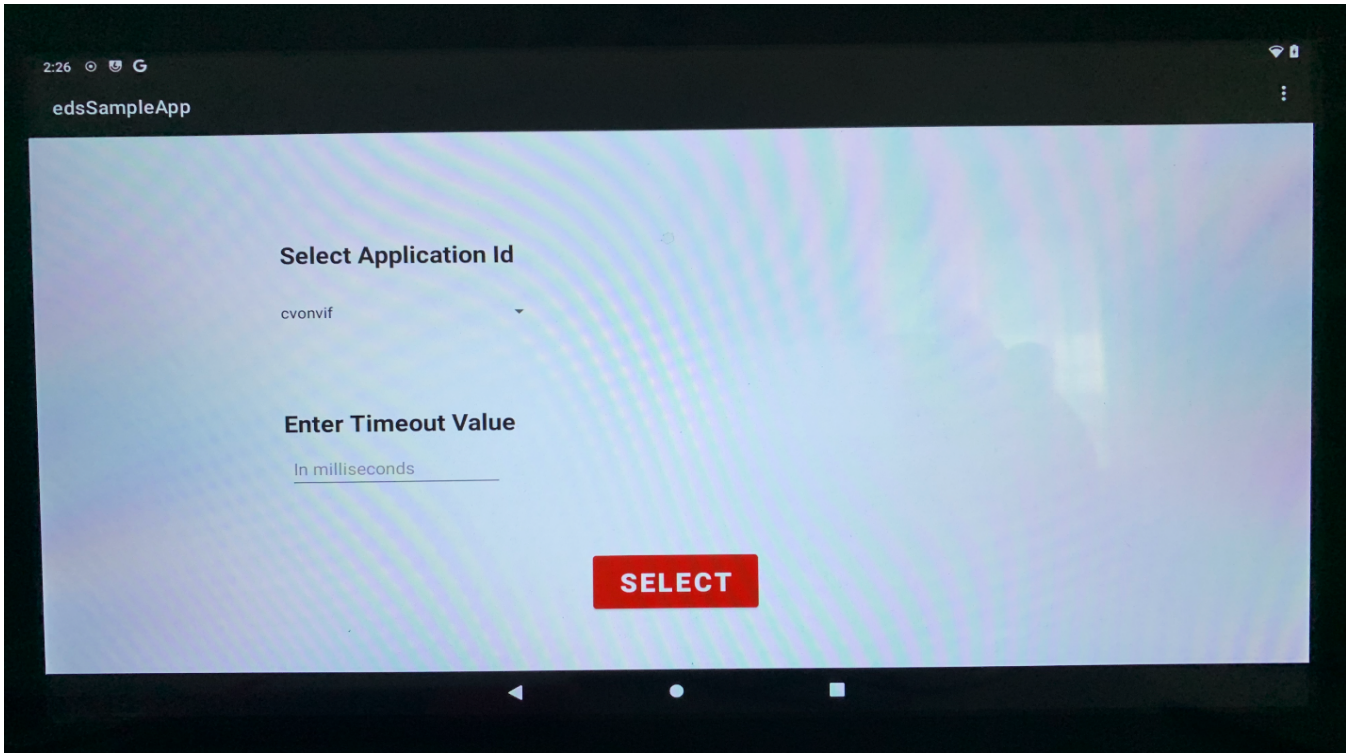 2:26 G
edsSampleApp
Select Application Id
cvonvif
Enter Timeout Value
In milliseconds
SELECT